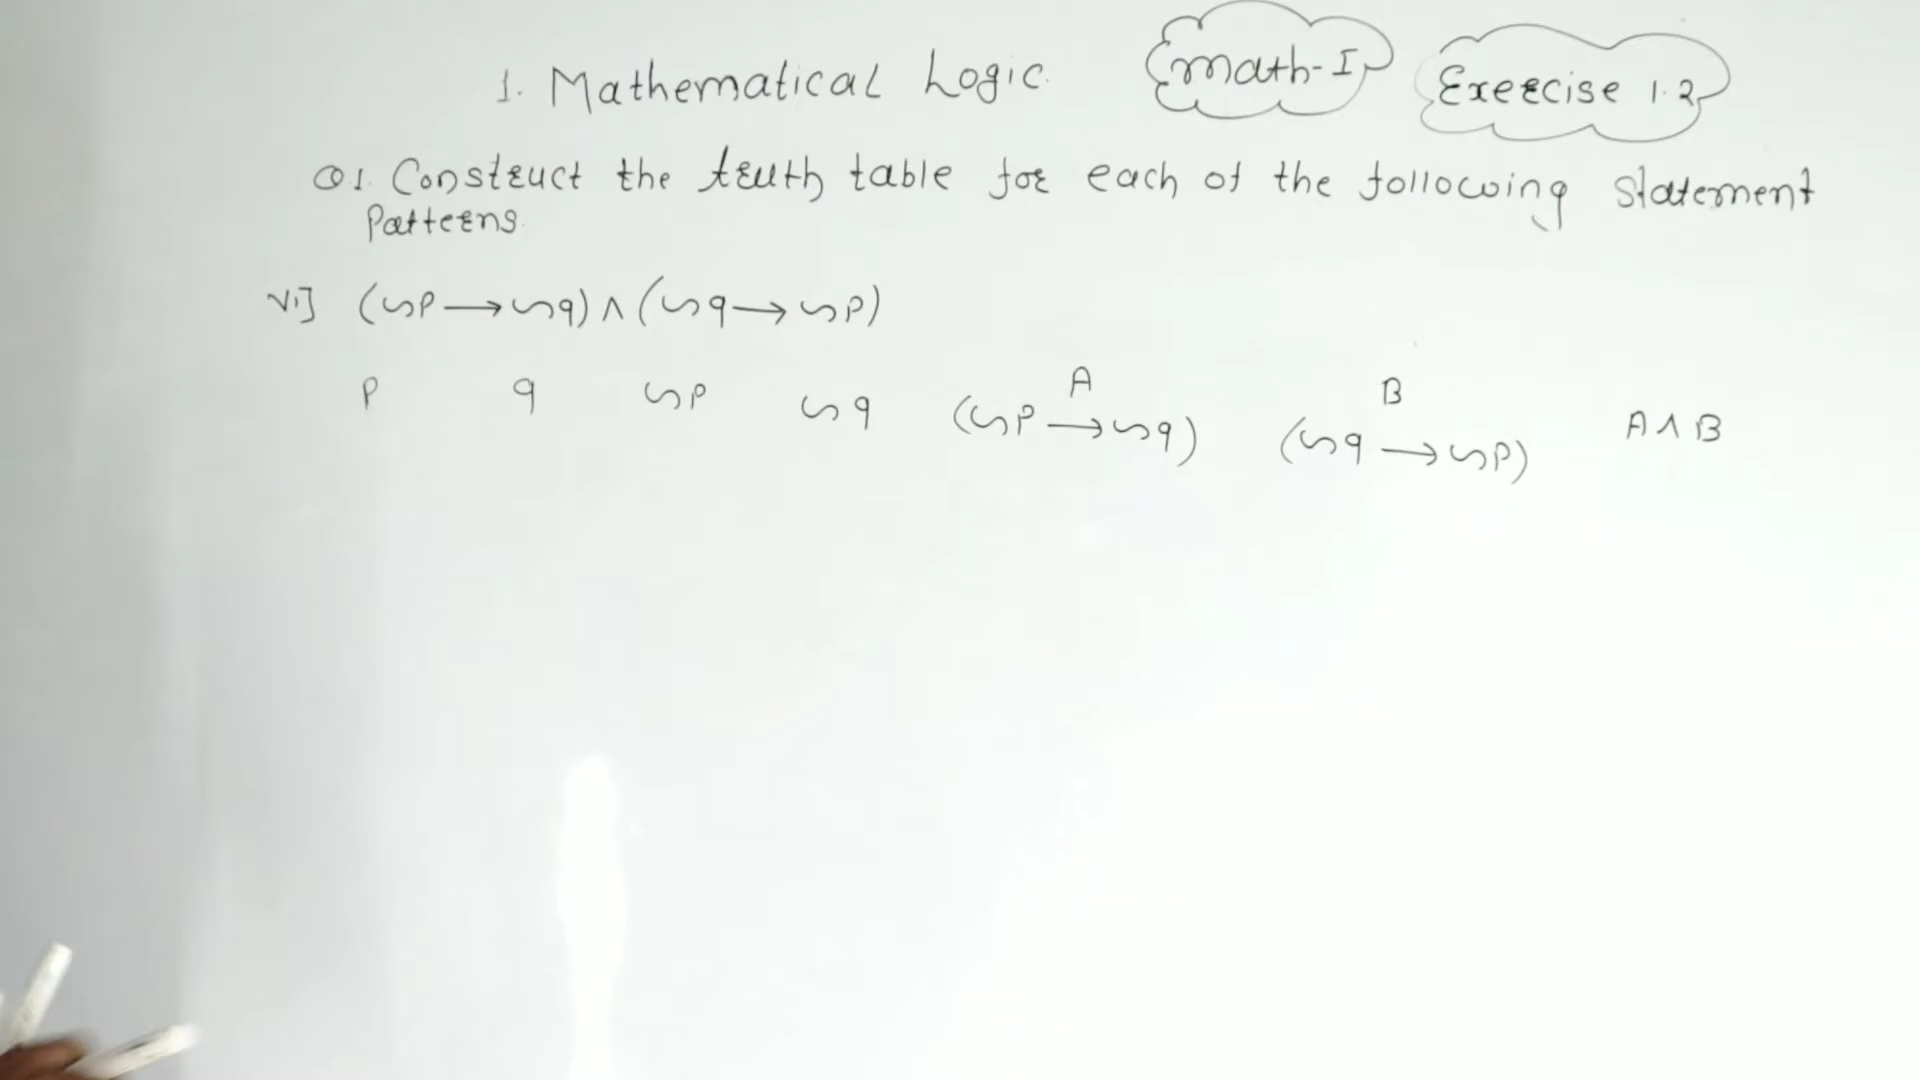 1. Mathematical Logic. Math-I Exercise 1.2
Q1. Construct the truth table for each of the following statement
Patterns.
VI] (∼p → ∼q) ∧ (∼q → ∼p)
A B
p q ∼p ∼q (∼p → ∼q) (∼q → ∼p) A ∧ B